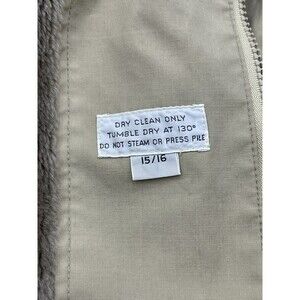 DRY CLEAN ONLY
TUMBLE DRY AT 130°
DO NOT STEAM OR PRESS PILE
15/16